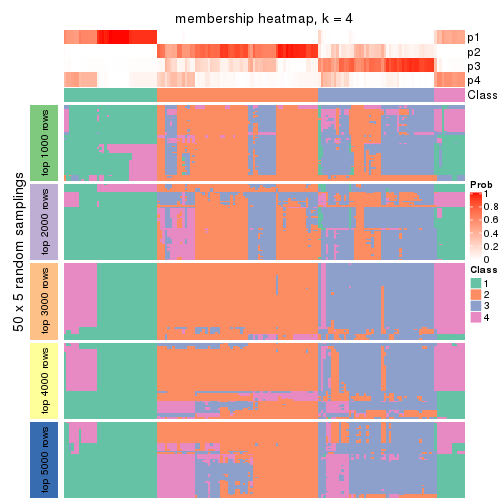 membership heatmap, k = 4
p1
p2
p3
p4
Class
50 x 5 random samplings
top 1000 rows
top 2000 rows
top 3000 rows
top 4000 rows
top 5000 rows
Prob
1
0.8
0.6
0.4
0.2
0
Class
1
2
3
4